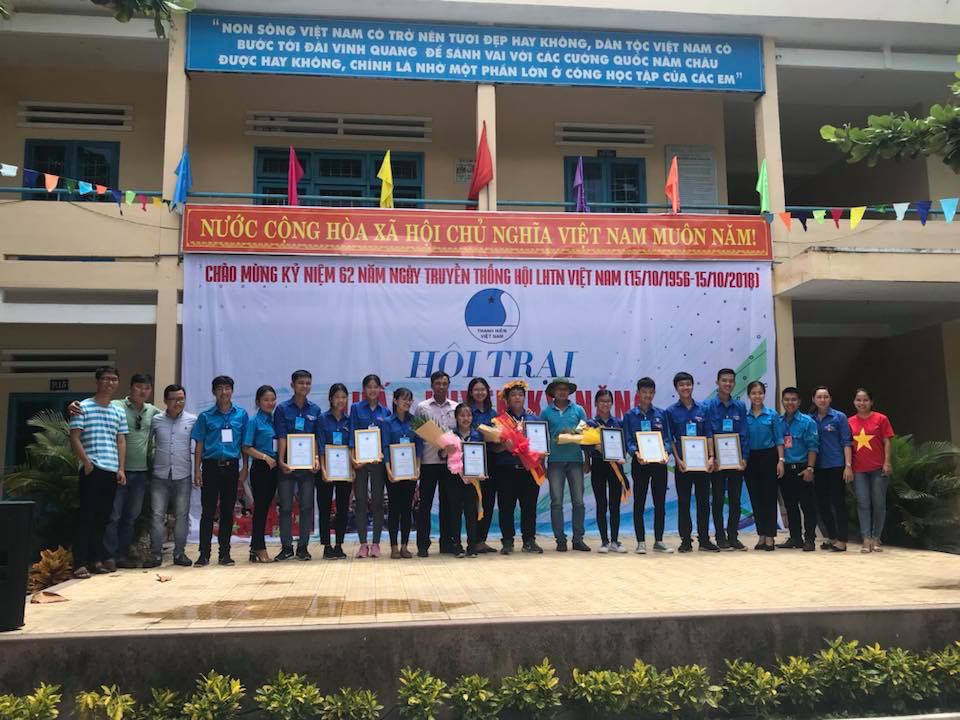 "NON SÔNG VIỆT NAM CÓ TRỞ NÊN TƯƠI ĐẸP HAY KHÔNG, DÂN TỘC VIỆT NAM CÓ
BƯỚC TỚI ĐÀI VINH QUANG ĐỂ SÁNH VAI VỚI CÁC CƯỜNG QUỐC NĂM CHÂU
ĐƯỢC HAY KHÔNG, CHÍNH LÀ NHỜ MỘT PHẦN LỚN Ở CÔNG HỌC TẬP CỦA CÁC EM"
NƯỚC CỘNG HÒA XÃ HỘI CHỦ NGHĨA VIỆT NAM MUÔN NĂM!
CHÀO MỪNG KỶ NIỆM 62 NĂM NGÀY TRUYỀN THỐNG HỘI LHTN VIỆT NAM (15/10/1956-15/10/2018)
THANH NIÊN
VIỆT NAM
HỘI TRẠI